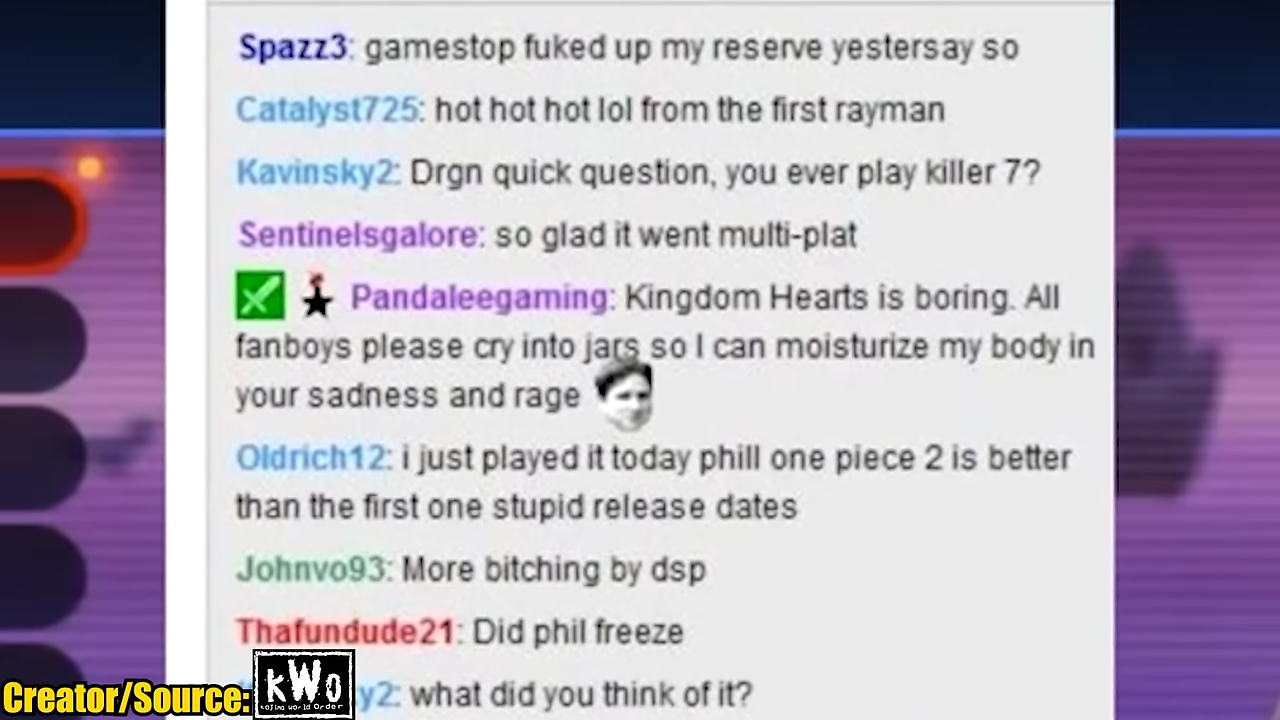 Spazz3: gamestop fuked up my reserve yestersay so
Catalyst725: hot hot hot lol from the first rayman
Kavinsky2: Drgn quick question, you ever play killer 7?
Sentinelsgalore: so glad it went multi-plat
Pandaleegaming: Kingdom Hearts is boring. All
fanboys please cry into jars so I can moisturize my body in
your sadness and rage
Oldrich12: i just played it today phill one piece 2 is better
than the first one stupid release dates
Johnvo93: More bitching by dsp
Thafundude21: Did phil freeze
y2: what did you think of it?
Creator/Source: kWo
Kojima World Order